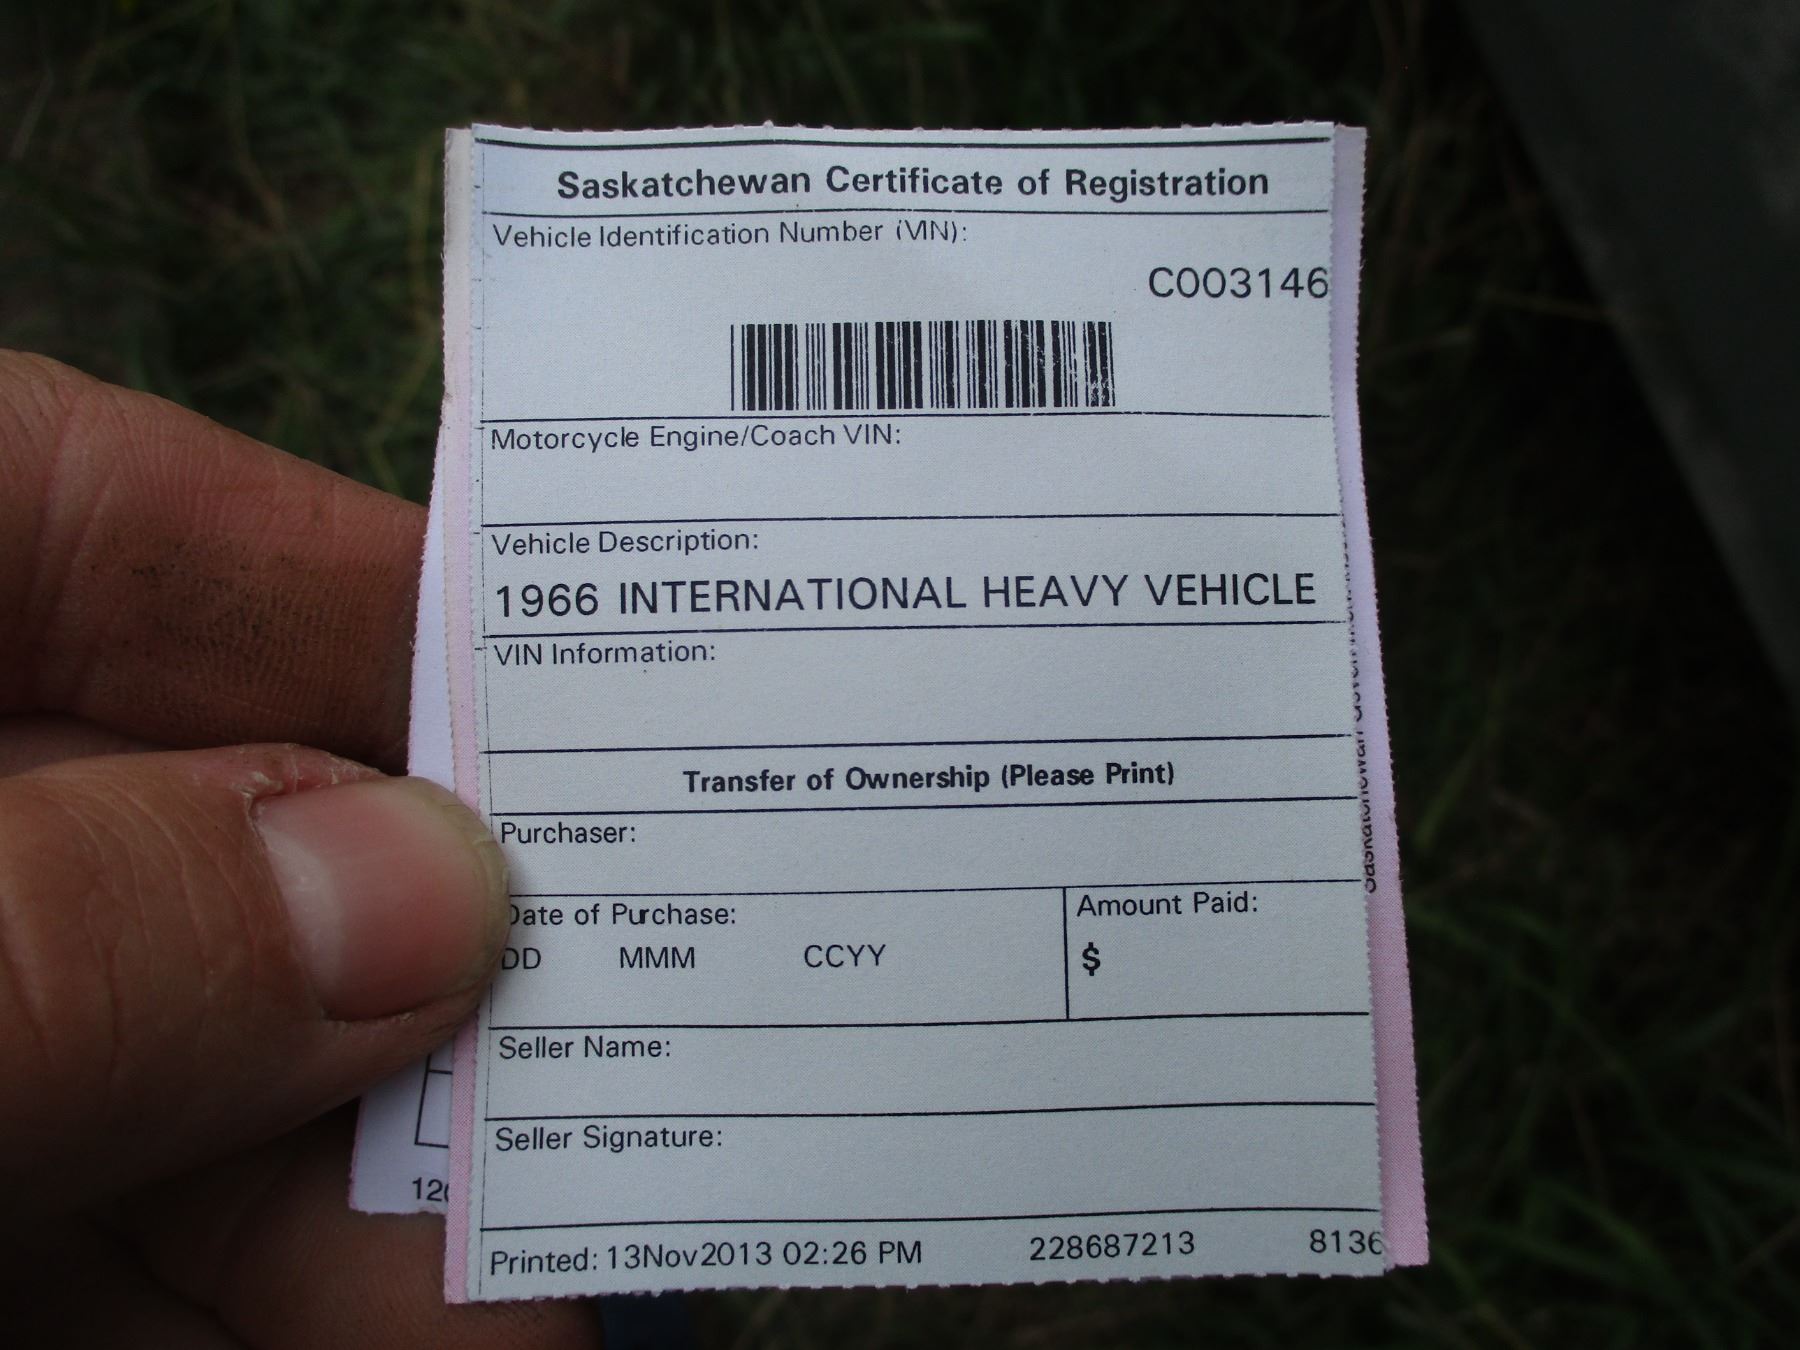 Saskatchewan Certificate of Registration
Vehicle Identification Number (VIN):
C003146
Motorcycle Engine/Coach VIN:
Vehicle Description:
1966 INTERNATIONAL HEAVY VEHICLE
VIN Information:
Transfer of Ownership (Please Print)
Purchaser:
Date of Purchase:
DD MMM CCYY
Amount Paid:
$
Seller Name:
Seller Signature:
Printed: 13Nov2013 02:26 PM 228687213 8136
Saskatchewan